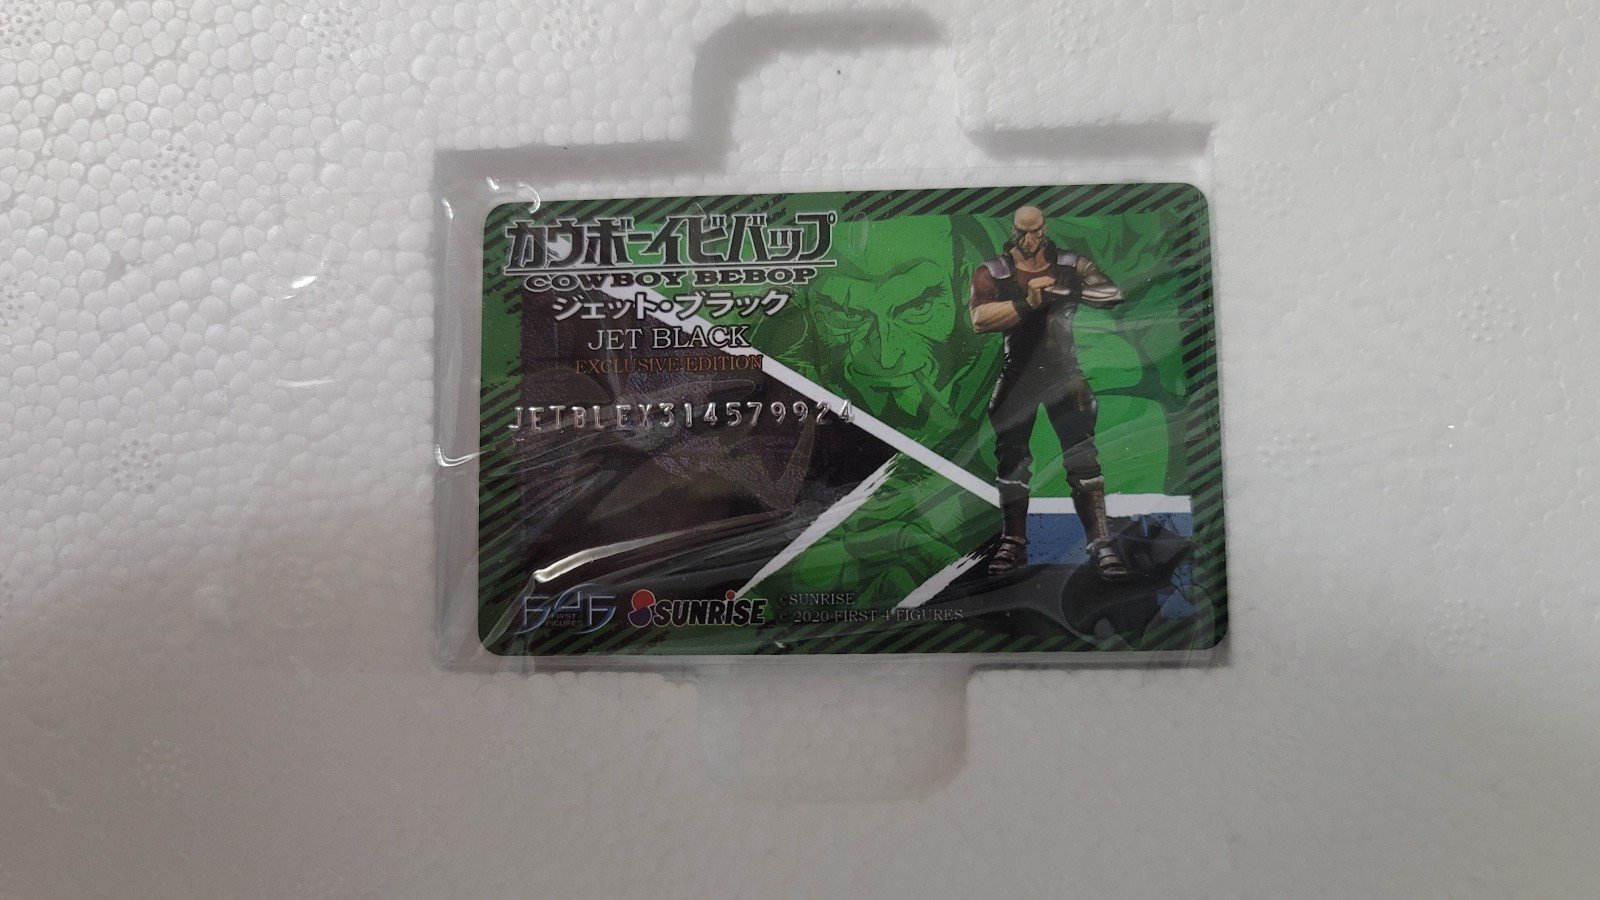 カウボーイビバップ
COWBOY BEBOP
ジェット・ブラック
JET BLACK
EXCLUSIVE EDITION
JETBLEX314579924
F4F
FIRST 4 FIGURES
SUNRISE
©SUNRISE
© 2020 FIRST 4 FIGURES